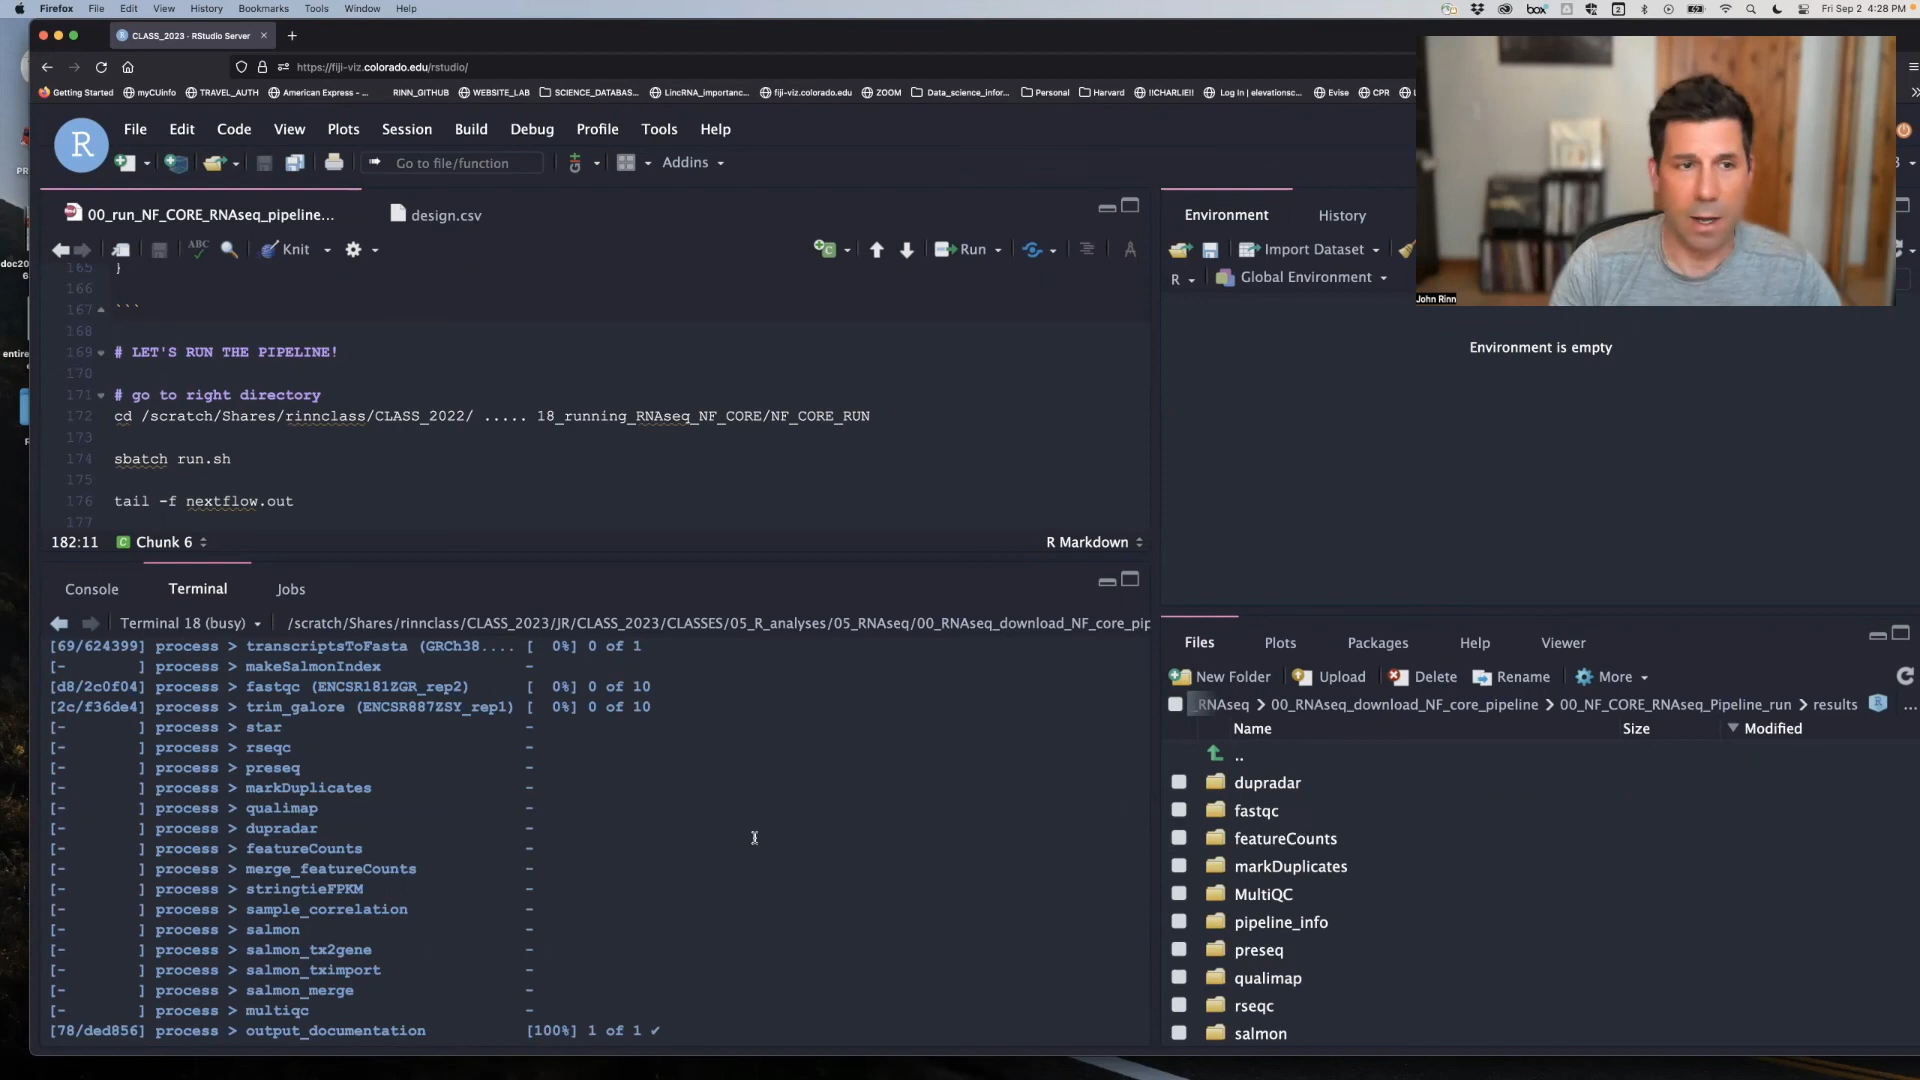 Firefox File Edit View History Bookmarks Tools Window Help
box 2 Fri Sep 2 4:28 PM
CLASS_2023 - RStudio Server
https://fiji-viz.colorado.edu/rstudio/
Getting Started myCUinfo TRAVEL_AUTH American Express - ... RINN_GITHUB WEBSITE_LAB SCIENCE_DATABAS... LincRNA_importanc... fiji-viz.colorado.edu ZOOM Data_science_infor... Personal Harvard !!CHARLIE!! Log In | elevationsc... Evise CPR
R File Edit Code View Plots Session Build Debug Profile Tools Help
Go to file/function Addins
John Rinn
00_run_NF_CORE_RNAseq_pipeline... design.csv
ABC Knit Run
165 }
166
167 ```
168
169 # LET'S RUN THE PIPELINE!
170
171 # go to right directory
172 cd /scratch/Shares/rinnclass/CLASS_2022/ ..... 18_running_RNAseq_NF_CORE/NF_CORE_RUN
173
174 sbatch run.sh
175
176 tail -f nextflow.out
177
182:11 Chunk 6 R Markdown
Environment History
Import Dataset
R Global Environment
Environment is empty
Console Terminal Jobs
Terminal 18 (busy) /scratch/Shares/rinnclass/CLASS_2023/JR/CLASS_2023/CLASSES/05_R_analyses/05_RNAseq/00_RNAseq_download_NF_core_pip
[69/624399] process > transcriptsToFasta (GRCh38.... [ 0%] 0 of 1
[- ] process > makeSalmonIndex -
[d8/2c0f04] process > fastqc (ENCSR181ZGR_rep2) [ 0%] 0 of 10
[2c/f36de4] process > trim_galore (ENCSR887ZSY_rep1) [ 0%] 0 of 10
[- ] process > star -
[- ] process > rseqc -
[- ] process > preseq -
[- ] process > markDuplicates -
[- ] process > qualimap -
[- ] process > dupradar -
[- ] process > featureCounts -
[- ] process > merge_featureCounts -
[- ] process > stringtieFPKM -
[- ] process > sample_correlation -
[- ] process > salmon -
[- ] process > salmon_tx2gene -
[- ] process > salmon_tximport -
[- ] process > salmon_merge -
[- ] process > multiqc -
[78/ded856] process > output_documentation [100%] 1 of 1 ✔
Files Plots Packages Help Viewer
New Folder Upload Delete Rename More
_RNAseq > 00_RNAseq_download_NF_core_pipeline > 00_NF_CORE_RNAseq_Pipeline_run > results ...
Name Size Modified
..
dupradar
fastqc
featureCounts
markDuplicates
MultiQC
pipeline_info
preseq
qualimap
rseqc
salmon